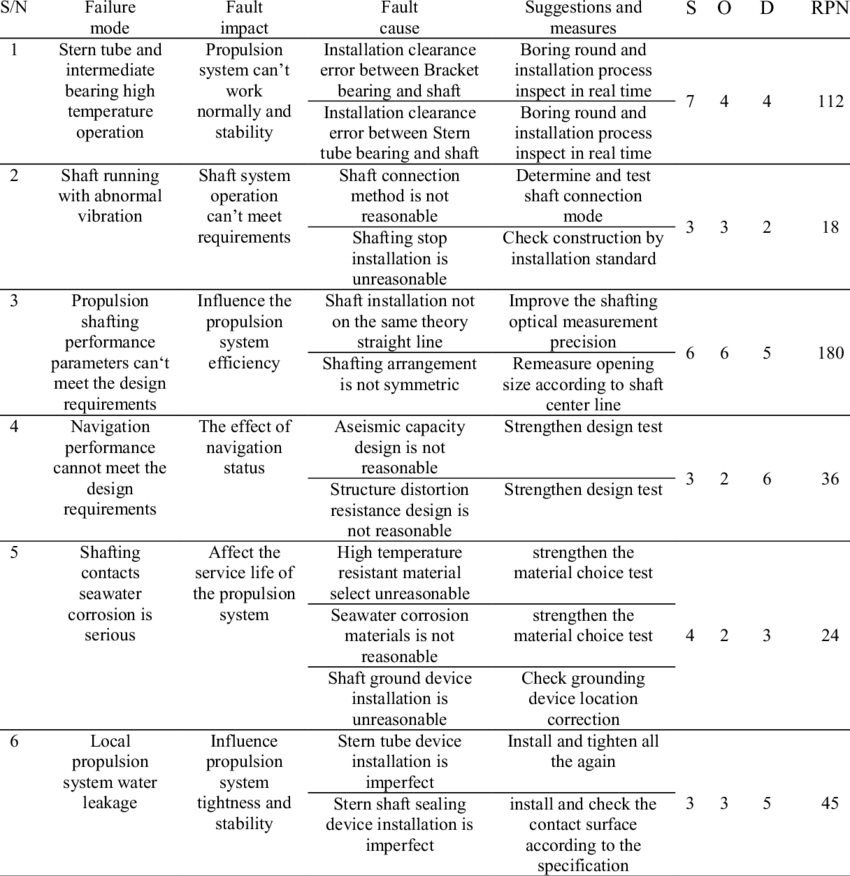 S/N Failure mode Fault impact Fault cause Suggestions and measures S O D RPN
1
Stern tube and
intermediate
bearing high
temperature
operation
Propulsion
system can’t
work
normally and
stability
Installation clearance
error between Bracket
bearing and shaft
Boring round and
installation process
inspect in real time
Installation clearance
error between Stern
tube bearing and shaft
Boring round and
installation process
inspect in real time
7 4 4 112
2
Shaft running
with abnormal
vibration
Shaft system
operation
can’t meet
requirements
Shaft connection
method is not
reasonable
Determine and test
shaft connection
mode
Shafting stop
installation is
unreasonable
Check construction by
installation standard
3 3 2 18
3
Propulsion
shafting
performance
parameters can‘t
meet the design
requirements
Influence the
propulsion
system
efficiency
Shaft installation not
on the same theory
straight line
Improve the shafting
optical measurement
precision
Shafting arrangement
is not symmetric
Remeasure opening
size according to shaft
center line
6 6 5 180
4
Navigation
performance
cannot meet the
design
requirements
The effect of
navigation
status
Aseismic capacity
design is not
reasonable
Strengthen design test
Structure distortion
resistance design is
not reasonable
Strengthen design test
3 2 6 36
5
Shafting
contacts
seawater
corrosion is
serious
Affect the
service life of
the propulsion
system
High temperature
resistant material
select unreasonable
strengthen the
material choice test
Seawater corrosion
materials is not
reasonable
strengthen the
material choice test
Shaft ground device
installation is
unreasonable
Check grounding
device location
correction
4 2 3 24
6
Local
propulsion
system water
leakage
Influence
propulsion
system
tightness and
stability
Stern tube device
installation is
imperfect
Install and tighten all
the again
Stern shaft sealing
device installation is
imperfect
install and check the
contact surface
according to the
specification
3 3 5 45